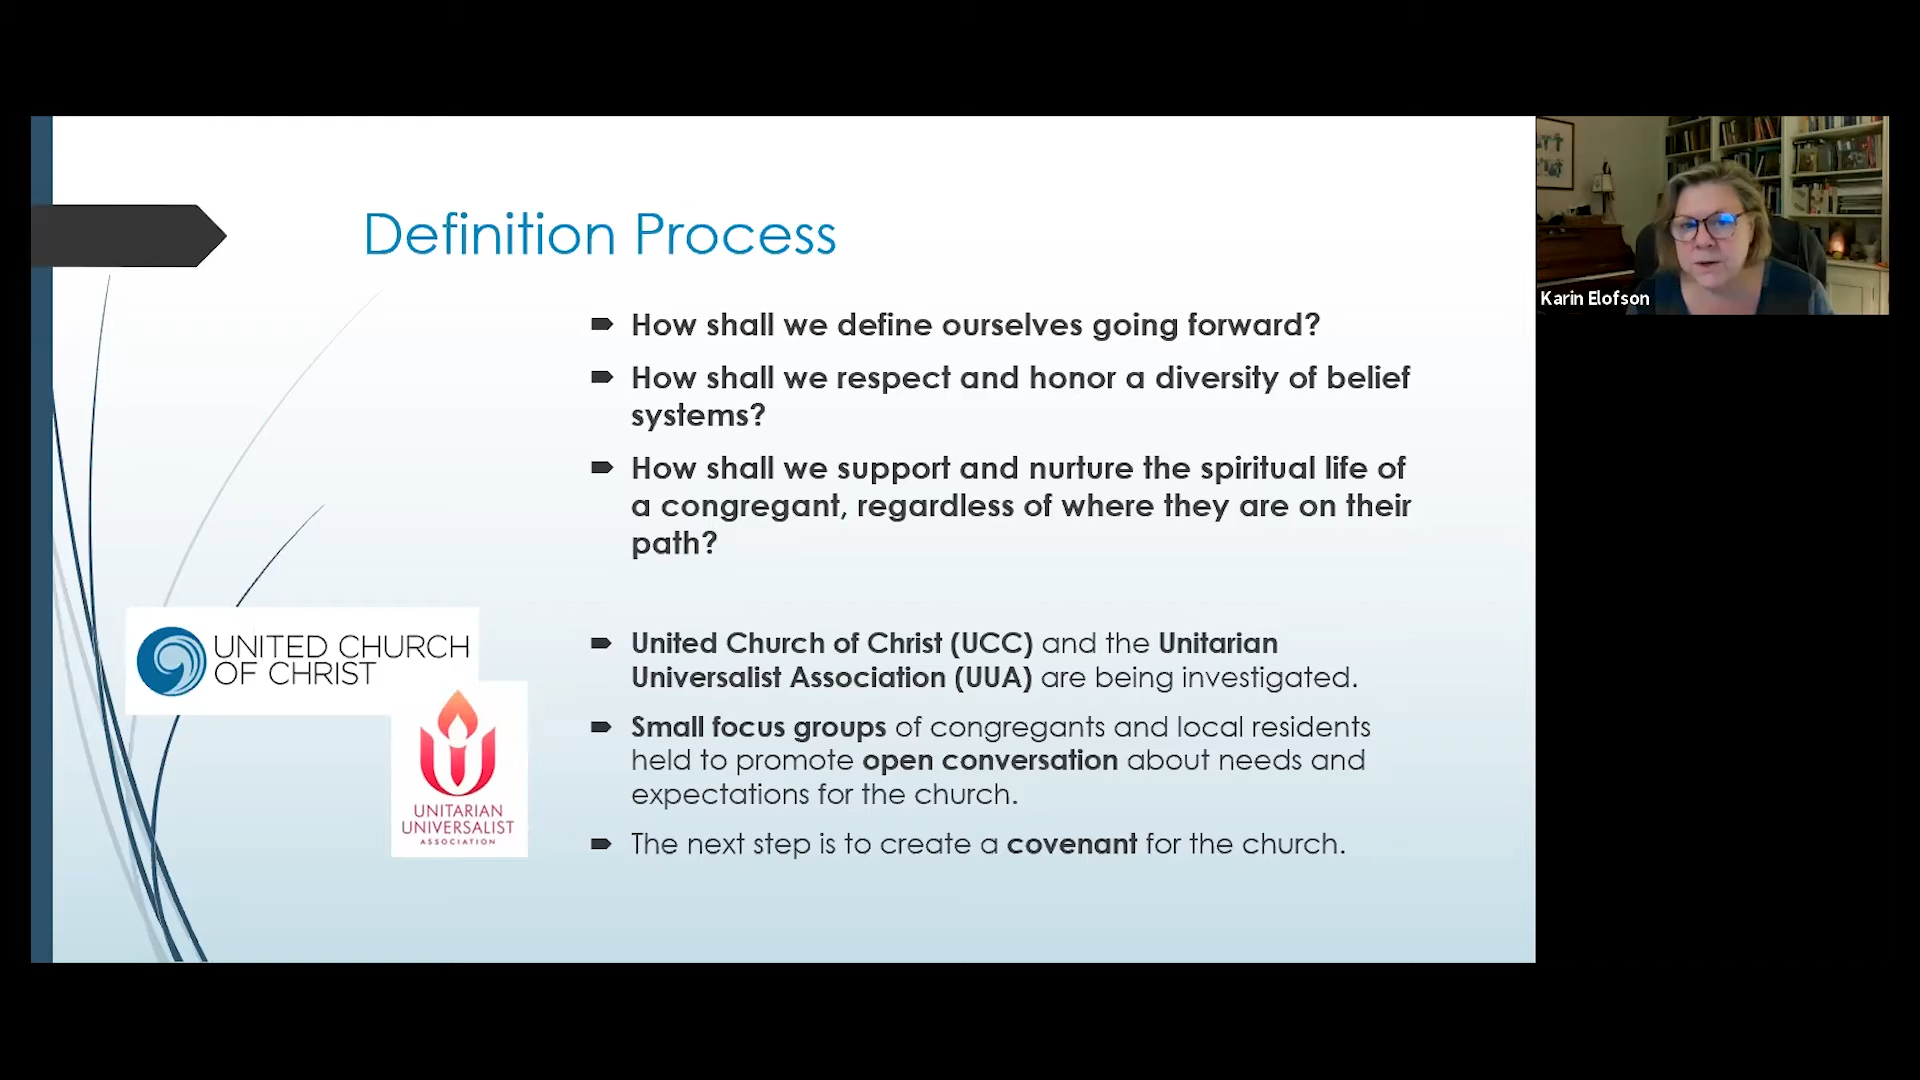 Definition Process
How shall we define ourselves going forward?
How shall we respect and honor a diversity of belief
systems?
How shall we support and nurture the spiritual life of
a congregant, regardless of where they are on their
path?
UNITED CHURCH
OF CHRIST
UNITARIAN
UNIVERSALIST
ASSOCIATION
United Church of Christ (UCC) and the Unitarian
Universalist Association (UUA) are being investigated.
Small focus groups of congregants and local residents
held to promote open conversation about needs and
expectations for the church.
The next step is to create a covenant for the church.
Karin Elofson